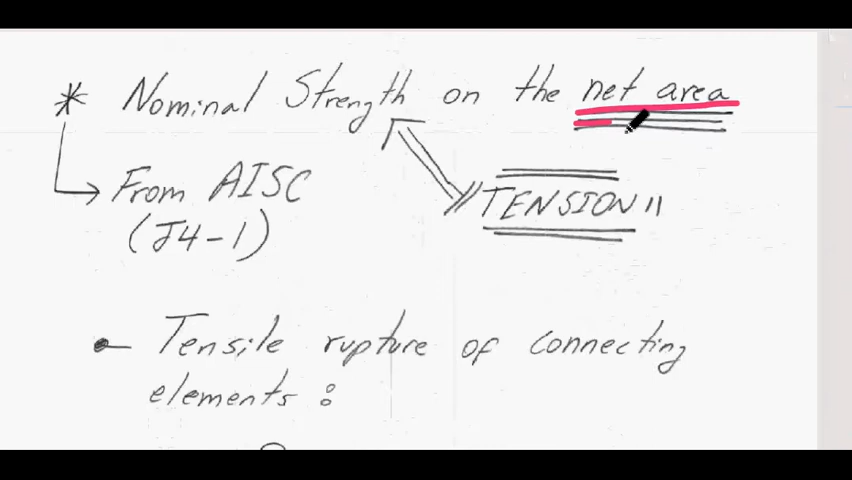 * Nominal Strength on the net area
From AISC
TENSION"
(J4-1)
Tensile rupture of connecting
elements :